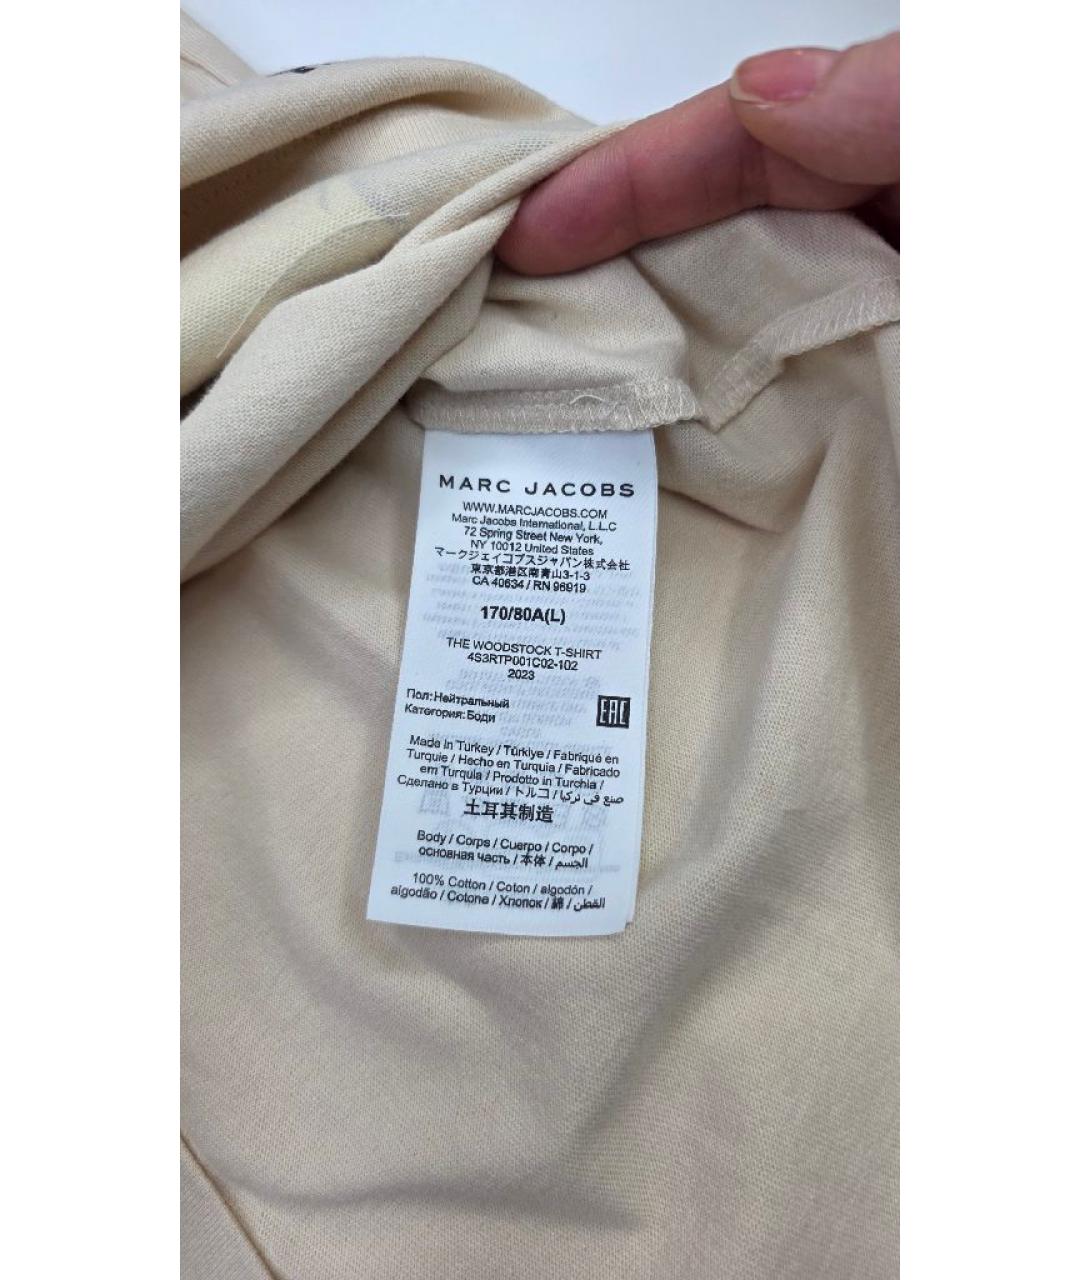 MARC JACOBS
WWW.MARCJACOBS.COM
Marc Jacobs International, L.L.C
72 Spring Street New York,
NY 10012 United States
マークジェイコブスジャパン株式会社
東京都港区南青山3-1-3
CA 40634 / RN 96919
170/80A(L)
THE WOODSTOCK T-SHIRT
4S3RTP001C02-102
2023
Пол: Нейтральный
Категория: Боди
EAC
Made in Turkey / Türkiye / Fabriqué en
Turquie / Hecho en Turquia / Fabricado
em Turquia / Prodotto in Turchia /
Сделано в Турции / トルコ / صنع في تركيا
土耳其制造
Body / Corps / Cuerpo / Corpo /
основная часть / 本体 / الجسم
100% Cotton / Coton / algodón /
algodão / Cotone / Хлопок / 綿 / القطن